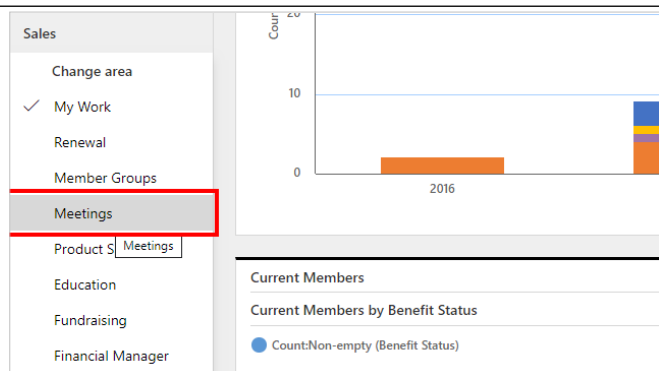 Sales
Change area
My Work
Renewal
Member Groups
Meetings
Product S
Meetings
Education
Fundraising
Financial Manager
20
10
0
2016
Current Members
Current Members by Benefit Status
Count:Non-empty (Benefit Status)